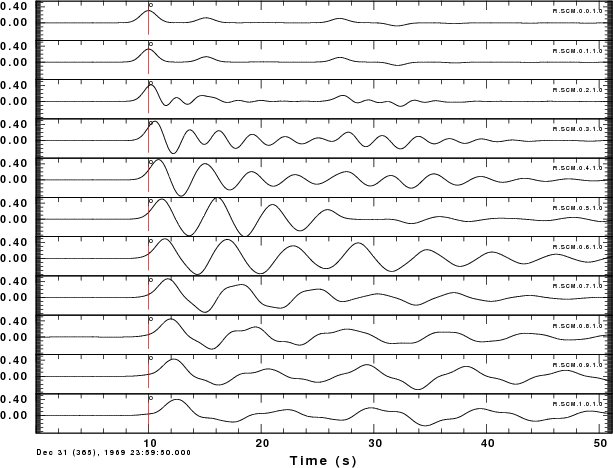 0.40
0.00
R.SCM.0.0.1.0
0.40
0.00
R.SCM.0.1.1.0
0.40
0.00
R.SCM.0.2.1.0
0.40
0.00
R.SCM.0.3.1.0
0.40
0.00
R.SCM.0.4.1.0
0.40
0.00
R.SCM.0.5.1.0
0.40
0.00
R.SCM.0.6.1.0
0.40
0.00
R.SCM.0.7.1.0
0.40
0.00
R.SCM.0.8.1.0
0.40
0.00
R.SCM.0.9.1.0
0.40
0.00
R.SCM.1.0.1.0
10 20 30 40 50
Dec 31 (365), 1969 23:59:50.000
Time (s)